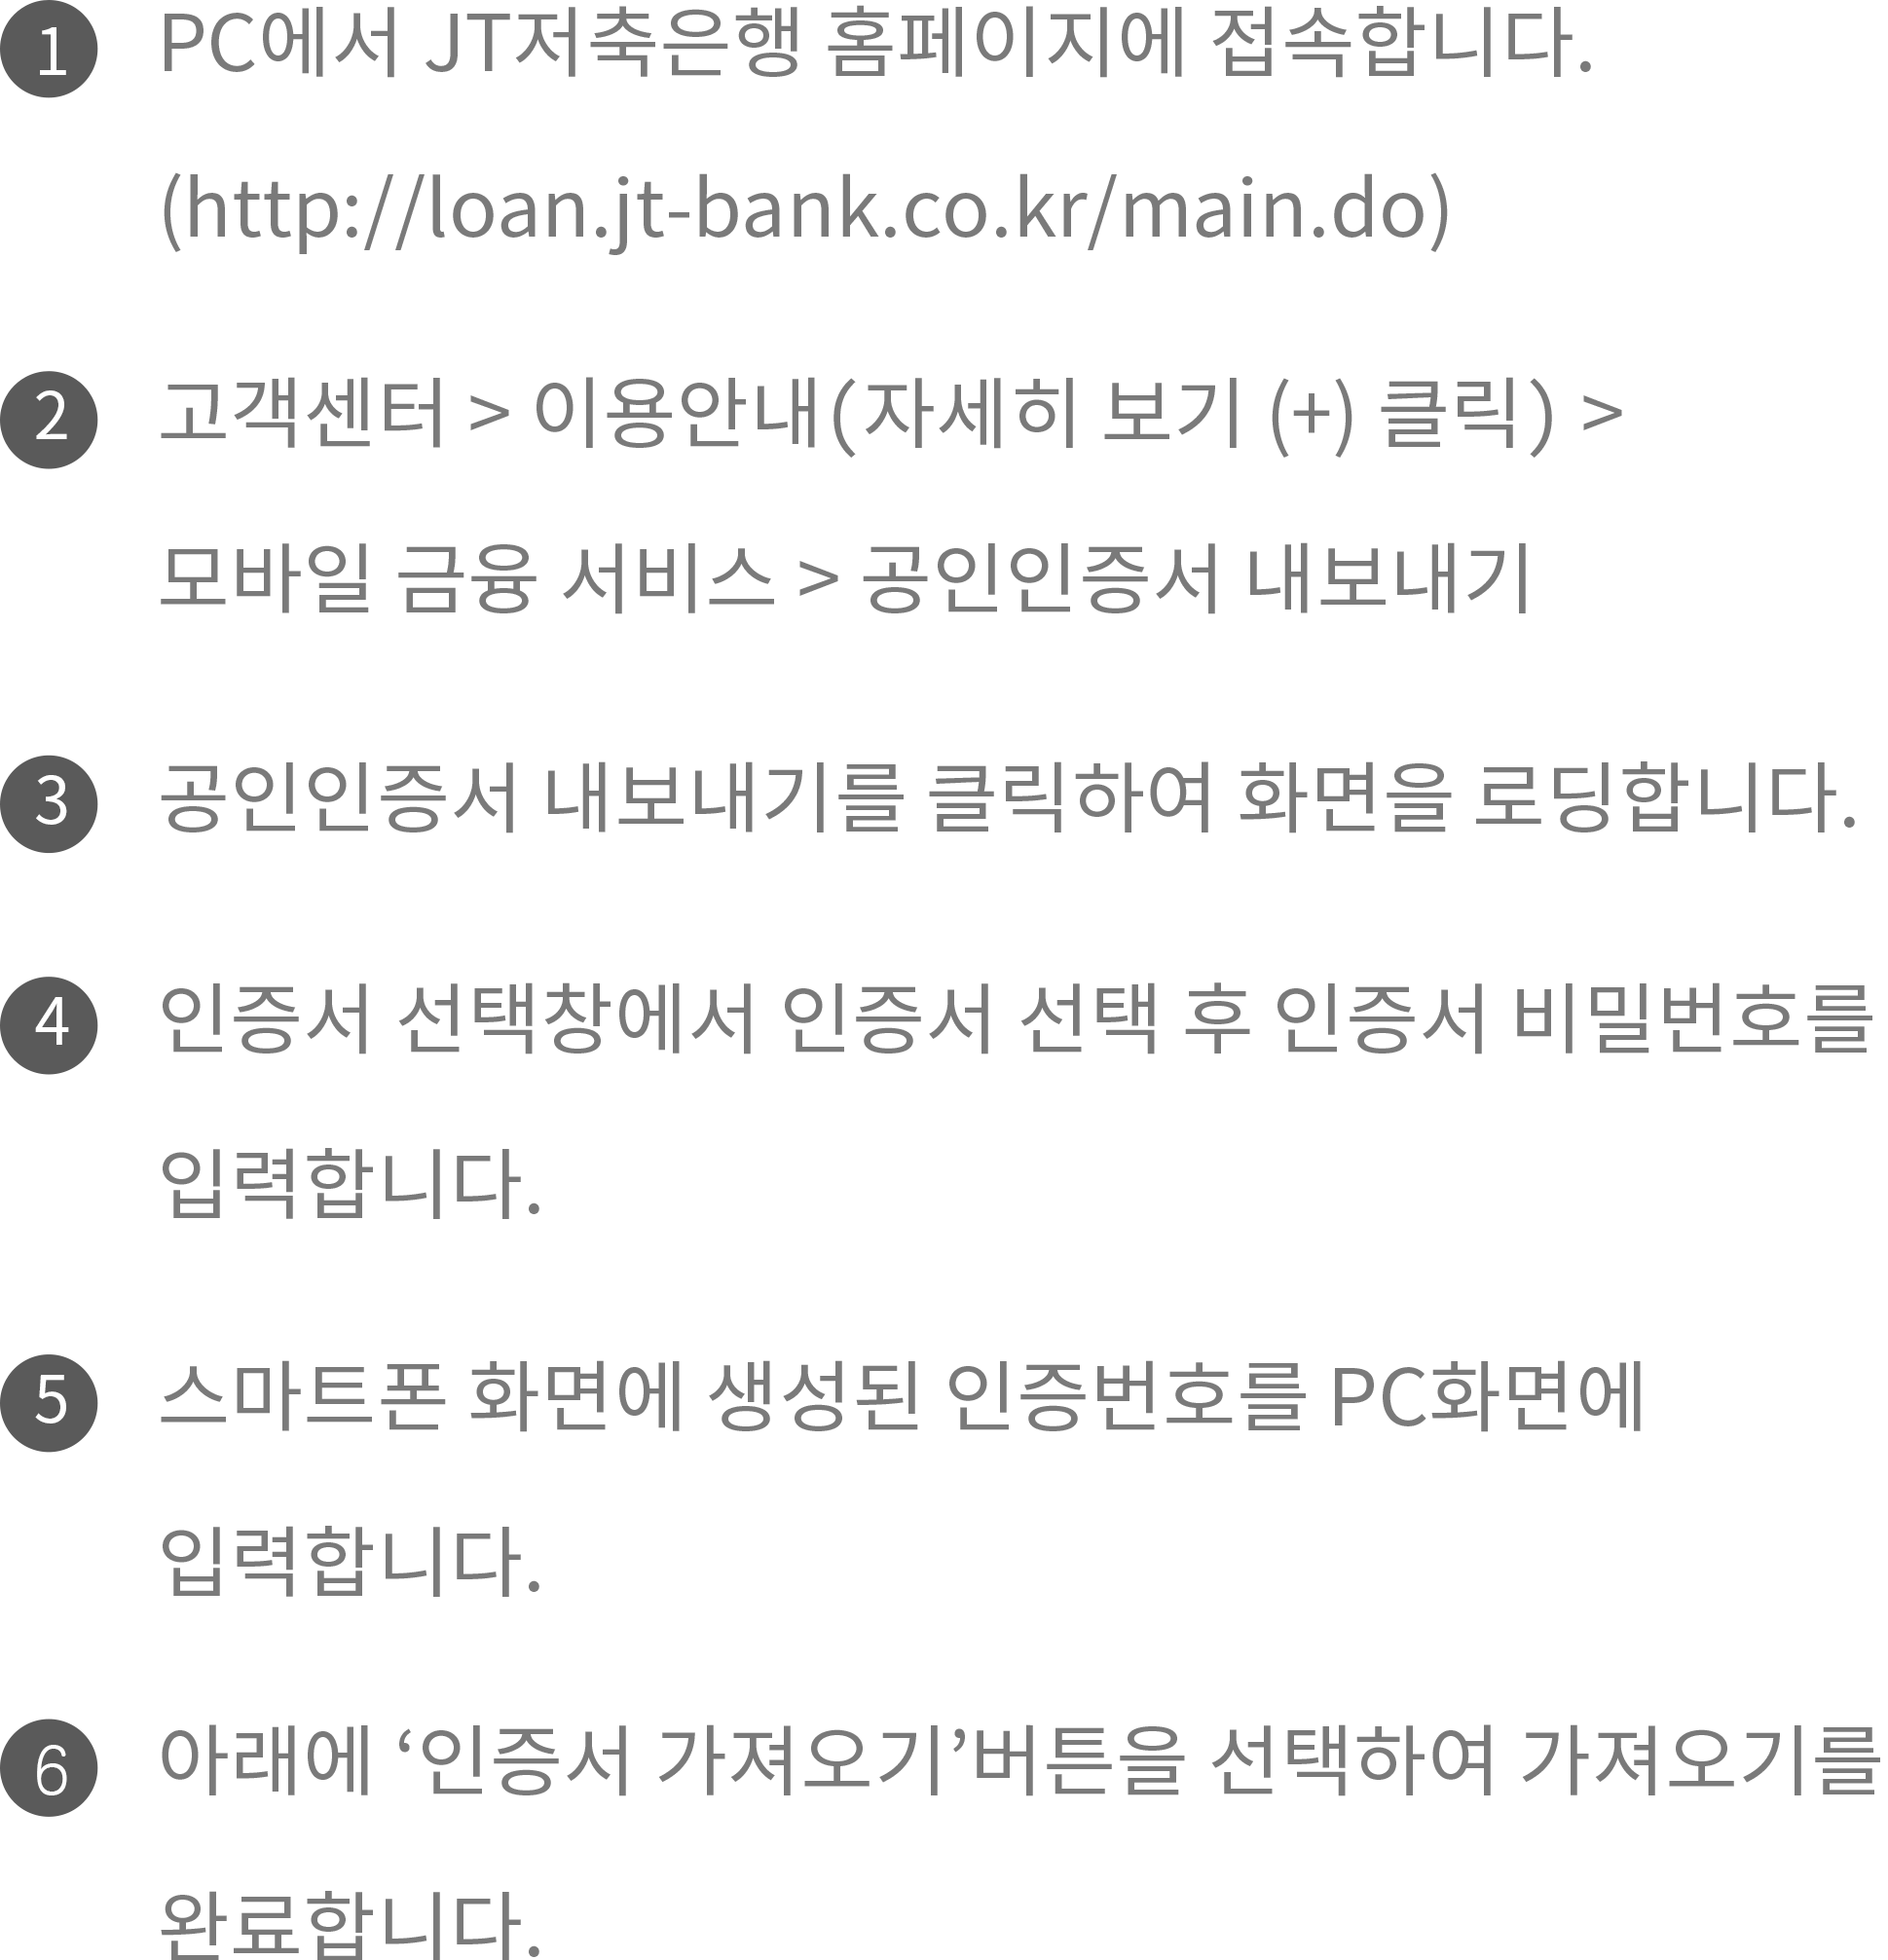 1 PC에서 JT저축은행 홈페이지에 접속합니다.
(http://loan.jt-bank.co.kr/main.do)
2 고객센터 > 이용안내(자세히 보기 (+) 클릭) >
모바일 금융 서비스 > 공인인증서 내보내기
3 공인인증서 내보내기를 클릭하여 화면을 로딩합니다.
4 인증서 선택창에서 인증서 선택 후 인증서 비밀번호를
입력합니다.
5 스마트폰 화면에 생성된 인증번호를 PC화면에
입력합니다.
6 아래에 ‘인증서 가져오기’버튼을 선택하여 가져오기를
완료합니다.